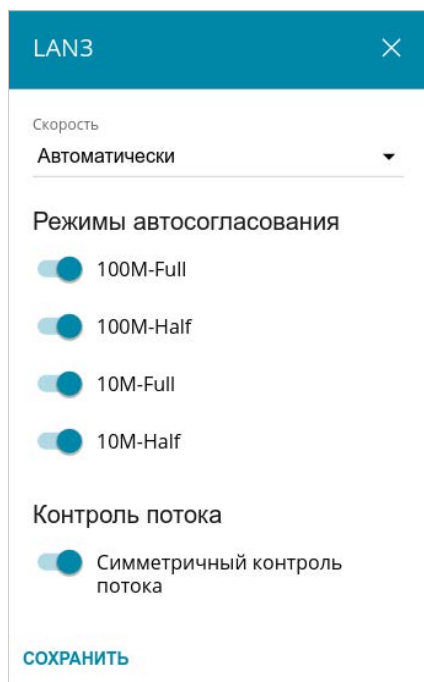 LAN3
Скорость
Автоматически
Режимы автосогласования
100M-Full
100M-Half
10M-Full
10M-Half
Контроль потока
Симметричный контроль
потока
СОХРАНИТЬ